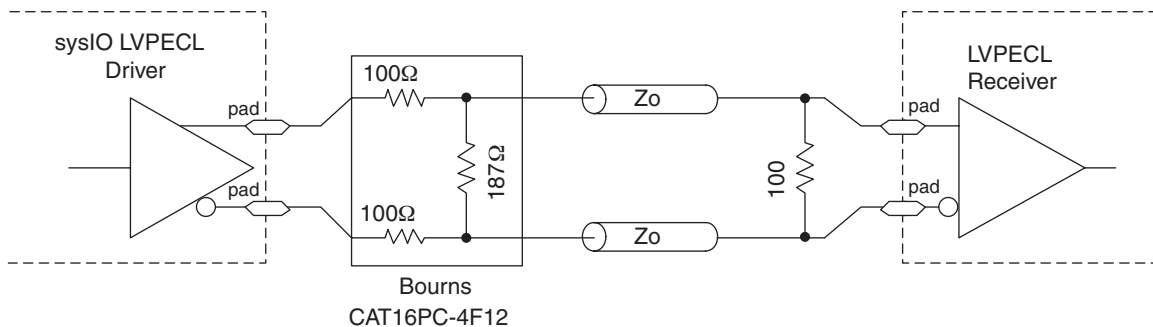 sysIO LVPECL
Driver
LVPECL
Receiver
100Ω
Zo
pad
pad
187Ω
100
pad
pad
100Ω
Zo
Bourns
CAT16PC-4F12